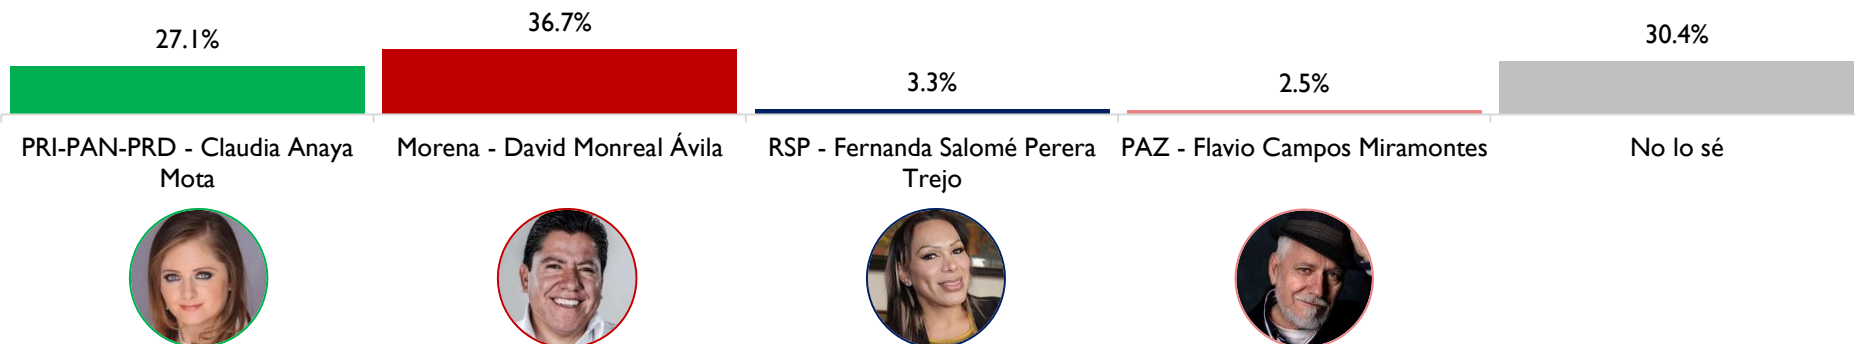 27.1%
36.7%
3.3%
2.5%
30.4%
PRI-PAN-PRD - Claudia Anaya
Mota
Morena - David Monreal Ávila
RSP - Fernanda Salomé Perera
Trejo
PAZ - Flavio Campos Miramontes
No lo sé